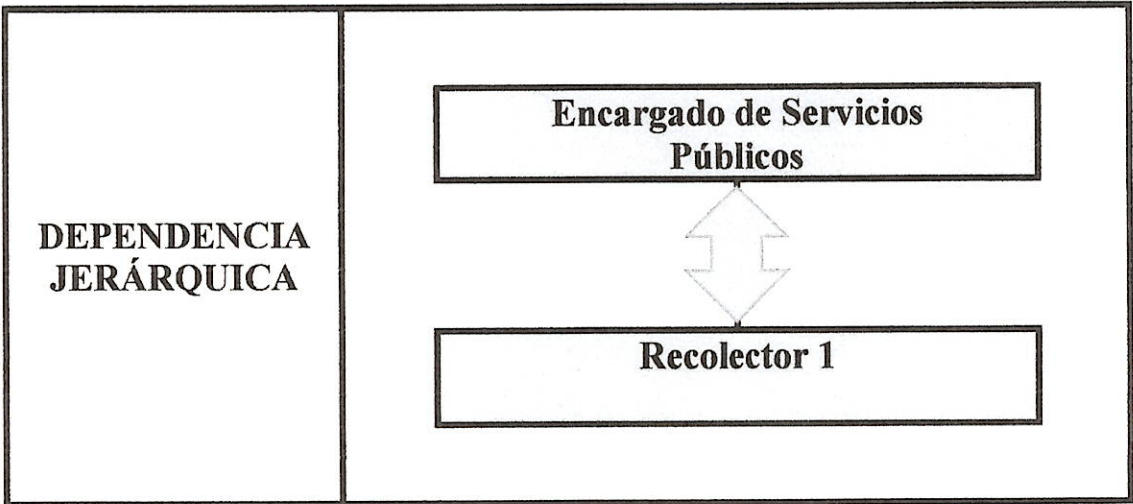 DEPENDENCIA
JERÁRQUICA
Encargado de Servicios
Públicos
Recolector 1